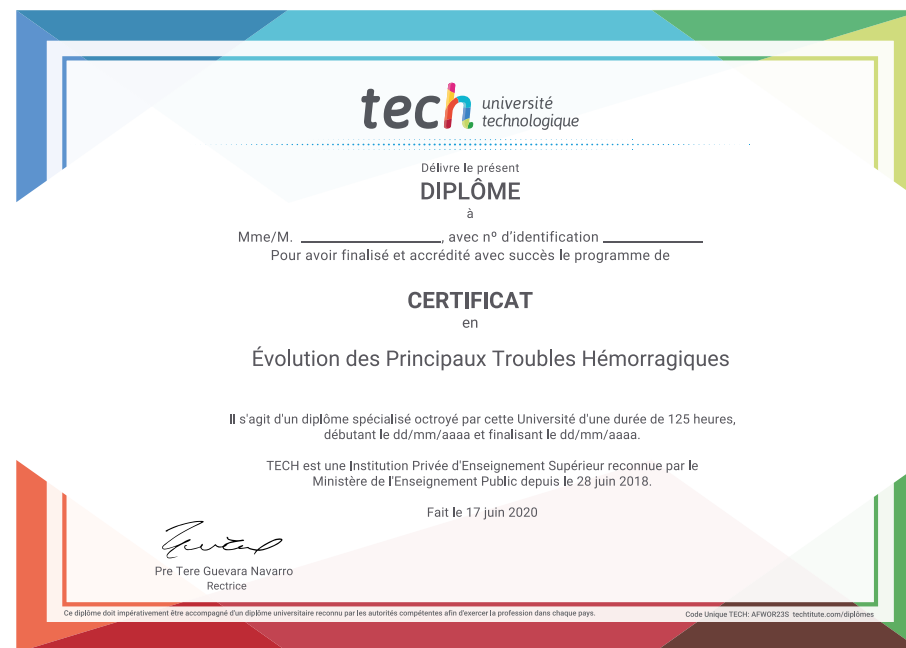 tech université
technologique
Délivre le présent
DIPLÔME
à
Mme/M. ____________________, avec nº d'identification ______________
Pour avoir finalisé et accrédité avec succès le programme de
CERTIFICAT
en
Évolution des Principaux Troubles Hémorragiques
Il s'agit d'un diplôme spécialisé octroyé par cette Université d'une durée de 125 heures,
débutant le dd/mm/aaaa et finalisant le dd/mm/aaaa.
TECH est une Institution Privée d'Enseignement Supérieur reconnue par le
Ministère de l'Enseignement Public depuis le 28 juin 2018.
Fait le 17 juin 2020
Pre Tere Guevara Navarro
Rectrice
Ce diplôme doit impérativement être accompagné d'un diplôme universitaire reconnu par les autorités compétentes afin d'exercer la profession dans chaque pays.
Code Unique TECH: AFWOR23S techtitute.com/diplômes